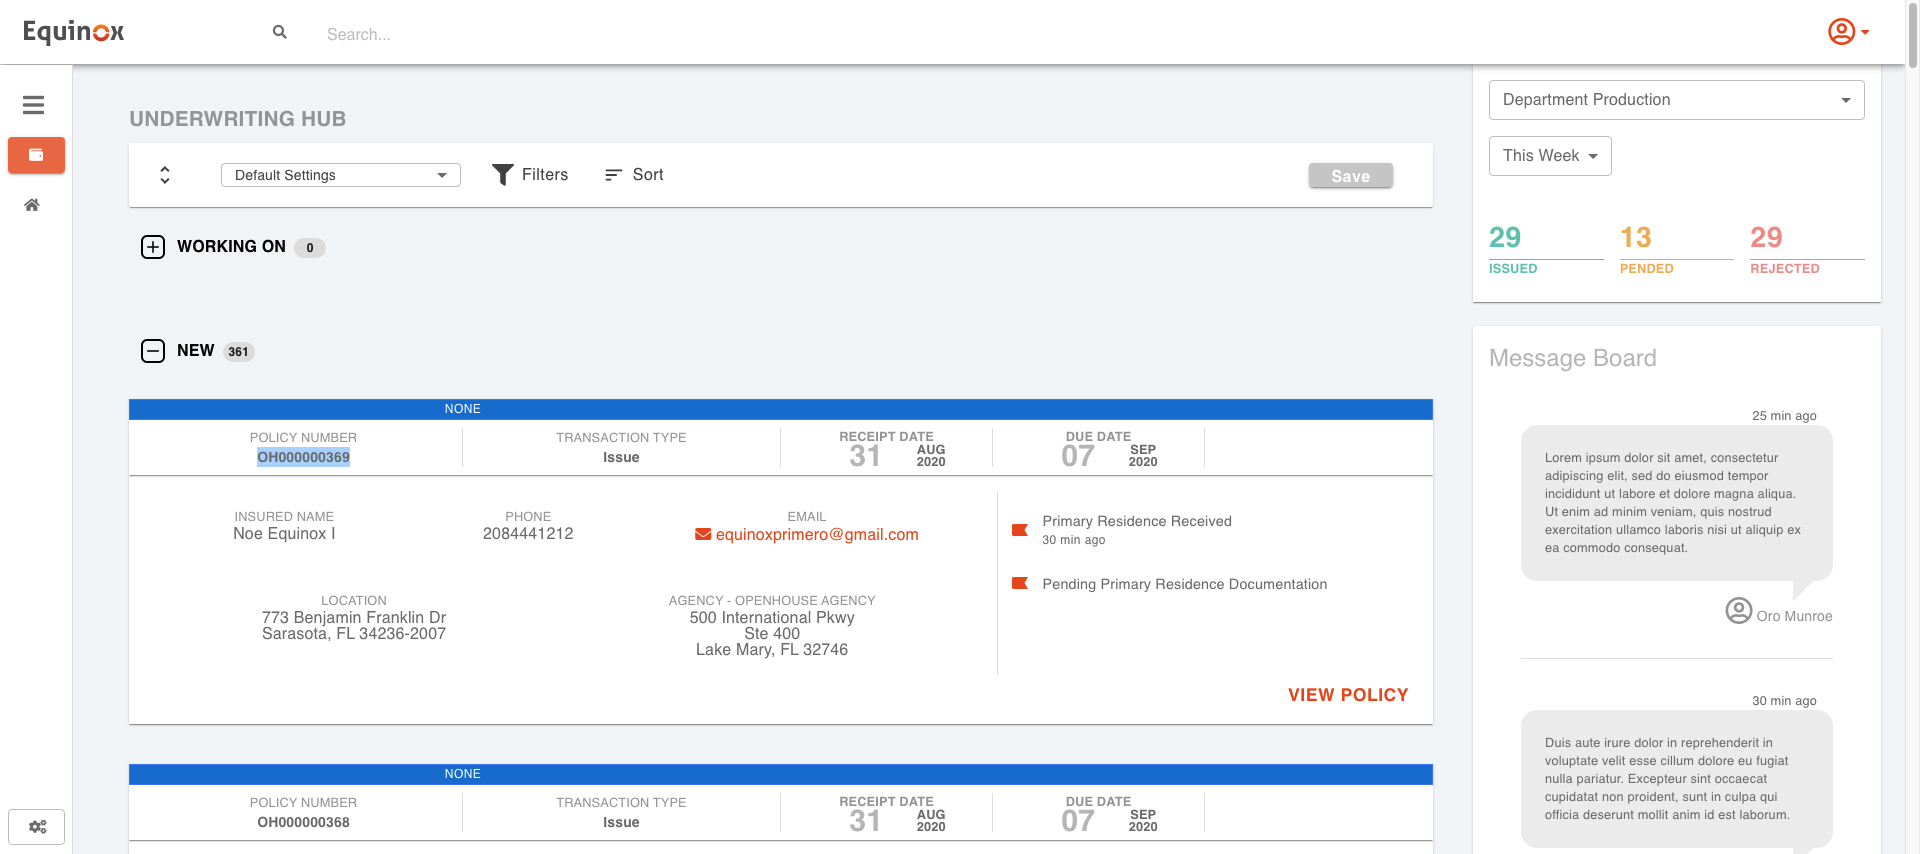 Equinox
Search...
UNDERWRITING HUB
Default Settings
Filters
Sort
Save
WORKING ON 0
NEW 361
NONE
POLICY NUMBER
OH000000369
TRANSACTION TYPE
Issue
RECEIPT DATE
31 AUG 2020
DUE DATE
07 SEP 2020
INSURED NAME
Noe Equinox I
PHONE
2084441212
EMAIL
equinoxprimero@gmail.com
LOCATION
773 Benjamin Franklin Dr
Sarasota, FL 34236-2007
AGENCY - OPENHOUSE AGENCY
500 International Pkwy
Ste 400
Lake Mary, FL 32746
Primary Residence Received
30 min ago
Pending Primary Residence Documentation
VIEW POLICY
NONE
POLICY NUMBER
OH000000368
TRANSACTION TYPE
Issue
RECEIPT DATE
31 AUG 2020
DUE DATE
07 SEP 2020
Department Production
This Week
29
ISSUED
13
PENDED
29
REJECTED
Message Board
25 min ago
Lorem ipsum dolor sit amet, consectetur
adipiscing elit, sed do eiusmod tempor
incididunt ut labore et dolore magna aliqua.
Ut enim ad minim veniam, quis nostrud
exercitation ullamco laboris nisi ut aliquip ex
ea commodo consequat.
Oro Munroe
30 min ago
Duis aute irure dolor in reprehenderit in
voluptate velit esse cillum dolore eu fugiat
nulla pariatur. Excepteur sint occaecat
cupidatat non proident, sunt in culpa qui
officia deserunt mollit anim id est laborum.